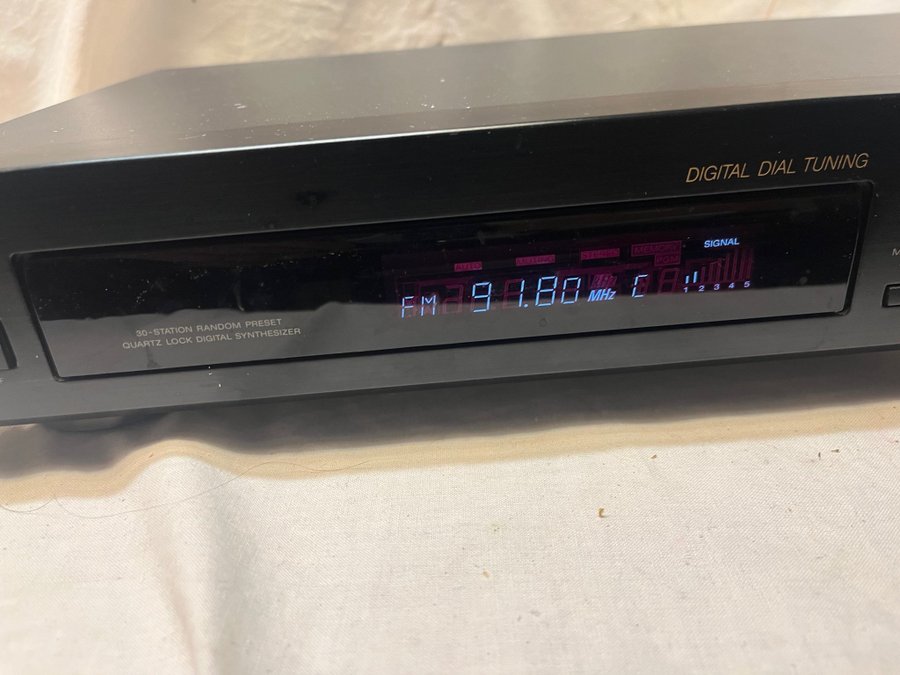 DIGITAL DIAL TUNING
SIGNAL
AUTO MUTING STEREO MEMORY
PGM
kHz
FM 91.80 MHz C
1 2 3 4 5
30-STATION RANDOM PRESET
QUARTZ LOCK DIGITAL SYNTHESIZER
M